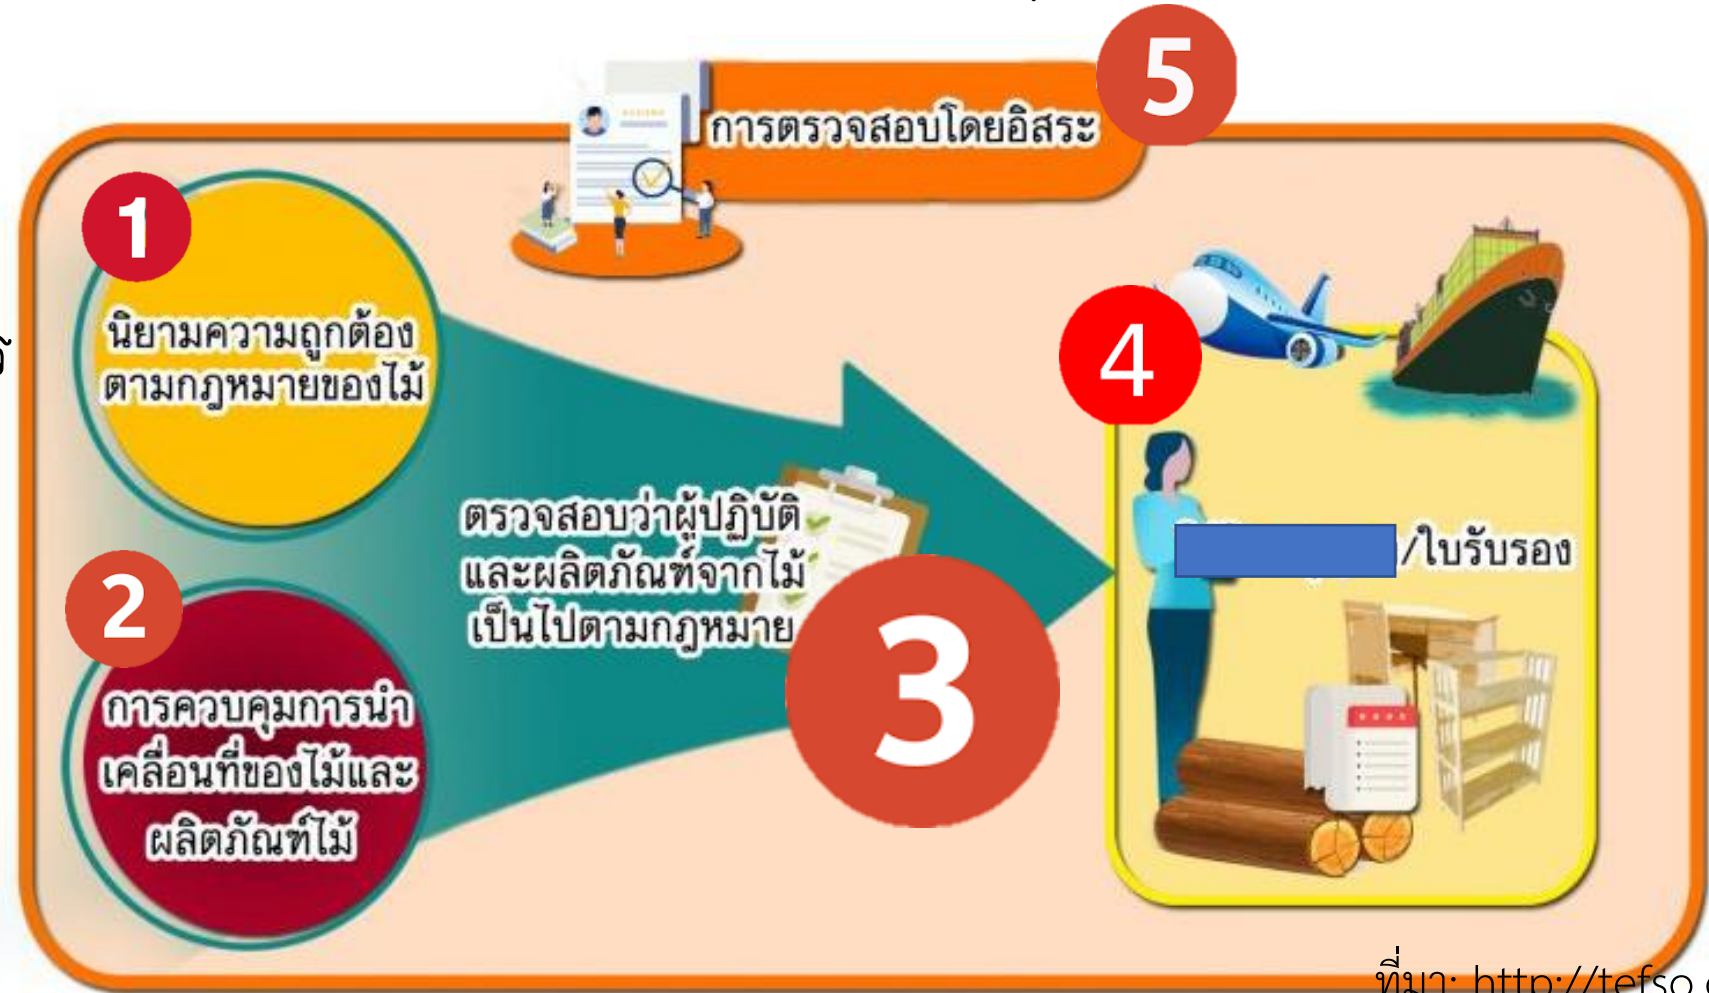 5
การตรวจสอบโดยอิสระ
1
นิยามความถูกต้อง
ตามกฎหมายของไม้
2
การควบคุมการนำ
เคลื่อนที่ของไม้และ
ผลิตภัณฑ์ไม้
ตรวจสอบว่าผู้ปฏิบัติ
และผลิตภัณฑ์จากไม้
เป็นไปตามกฎหมาย
3
4
/ใบรับรอง
ที่มา: http://tefso.